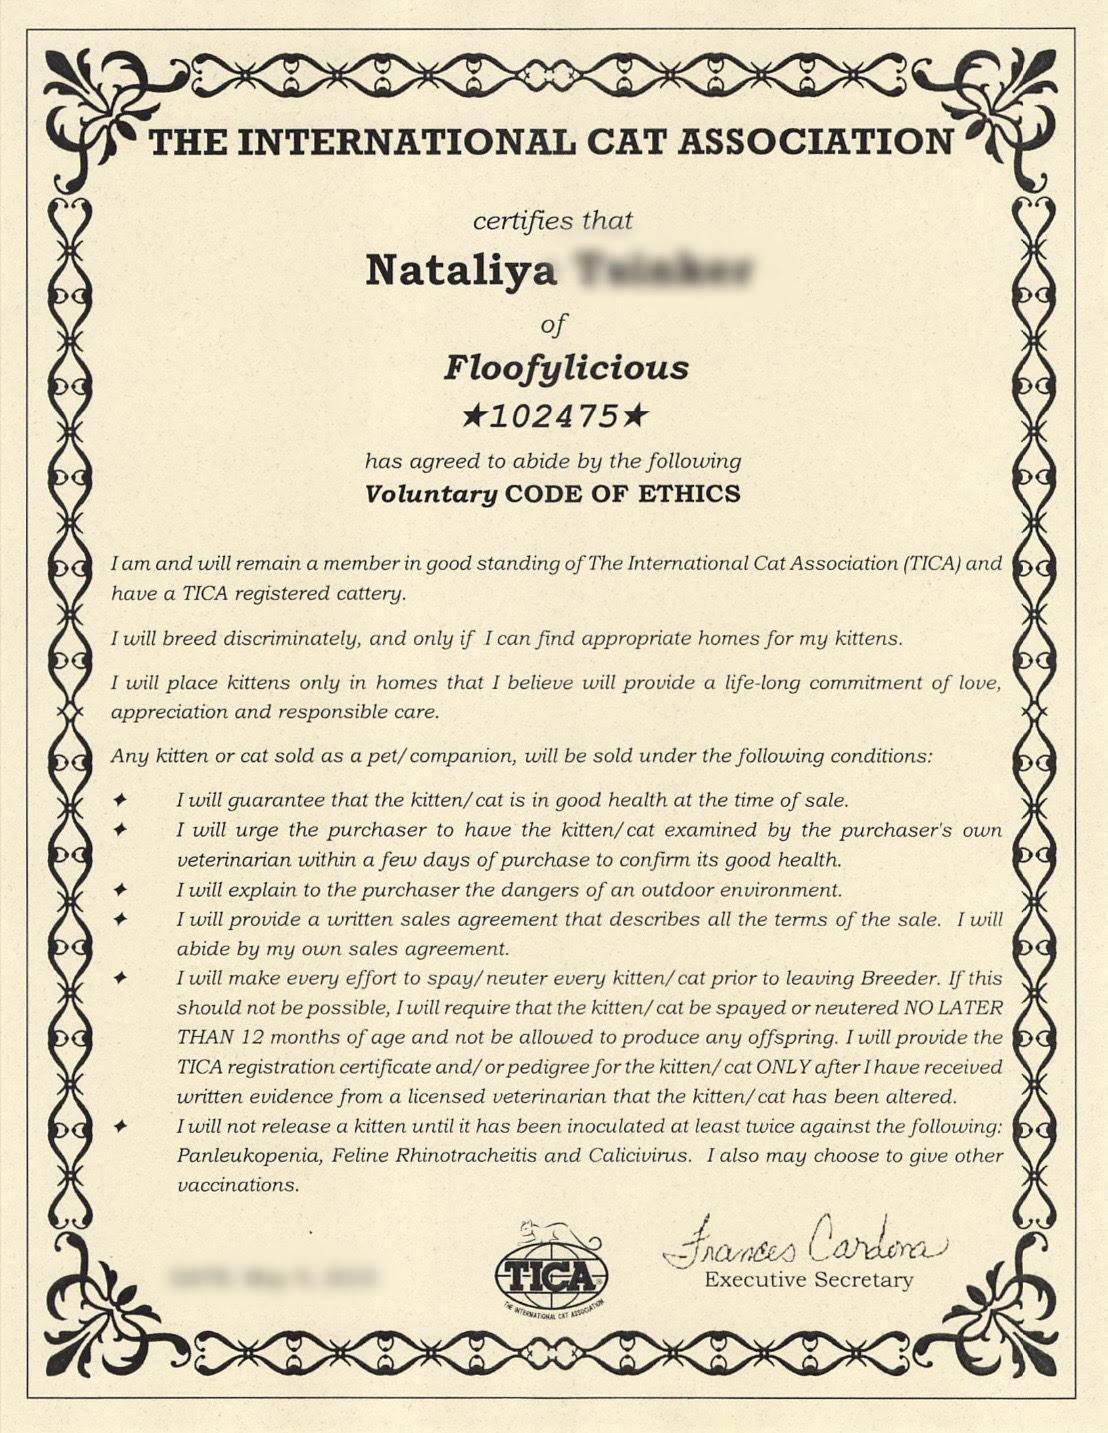 THE INTERNATIONAL CAT ASSOCIATION
certifies that
Nataliya
of
Floofylicious
★102475★
has agreed to abide by the following
Voluntary CODE OF ETHICS
I am and will remain a member in good standing of The International Cat Association (TICA) and
have a TICA registered cattery.
I will breed discriminately, and only if I can find appropriate homes for my kittens.
I will place kittens only in homes that I believe will provide a life-long commitment of love,
appreciation and responsible care.
Any kitten or cat sold as a pet/companion, will be sold under the following conditions:
✦ I will guarantee that the kitten/cat is in good health at the time of sale.
✦ I will urge the purchaser to have the kitten/cat examined by the purchaser's own
veterinarian within a few days of purchase to confirm its good health.
✦ I will explain to the purchaser the dangers of an outdoor environment.
✦ I will provide a written sales agreement that describes all the terms of the sale. I will
abide by my own sales agreement.
✦ I will make every effort to spay/neuter every kitten/cat prior to leaving Breeder. If this
should not be possible, I will require that the kitten/cat be spayed or neutered NO LATER
THAN 12 months of age and not be allowed to produce any offspring. I will provide the
TICA registration certificate and/or pedigree for the kitten/cat ONLY after I have received
written evidence from a licensed veterinarian that the kitten/cat has been altered.
✦ I will not release a kitten until it has been inoculated at least twice against the following:
Panleukopenia, Feline Rhinotracheitis and Calicivirus. I also may choose to give other
vaccinations.
Frances Cardona
Executive Secretary
TICA®
THE INTERNATIONAL CAT ASSOCIATION